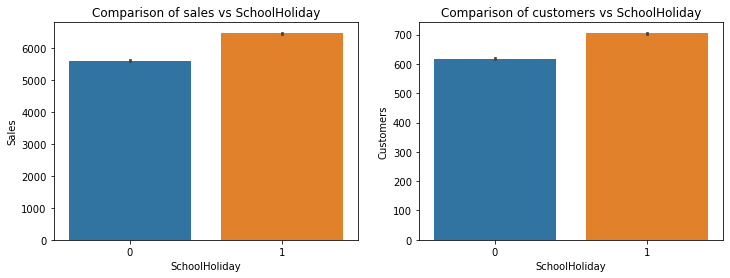 Comparison of sales vs SchoolHoliday
6000
5000
4000
3000
2000
1000
0
Sales
0 1
SchoolHoliday
Comparison of customers vs SchoolHoliday
700
600
500
400
300
200
100
0
Customers
0 1
SchoolHoliday